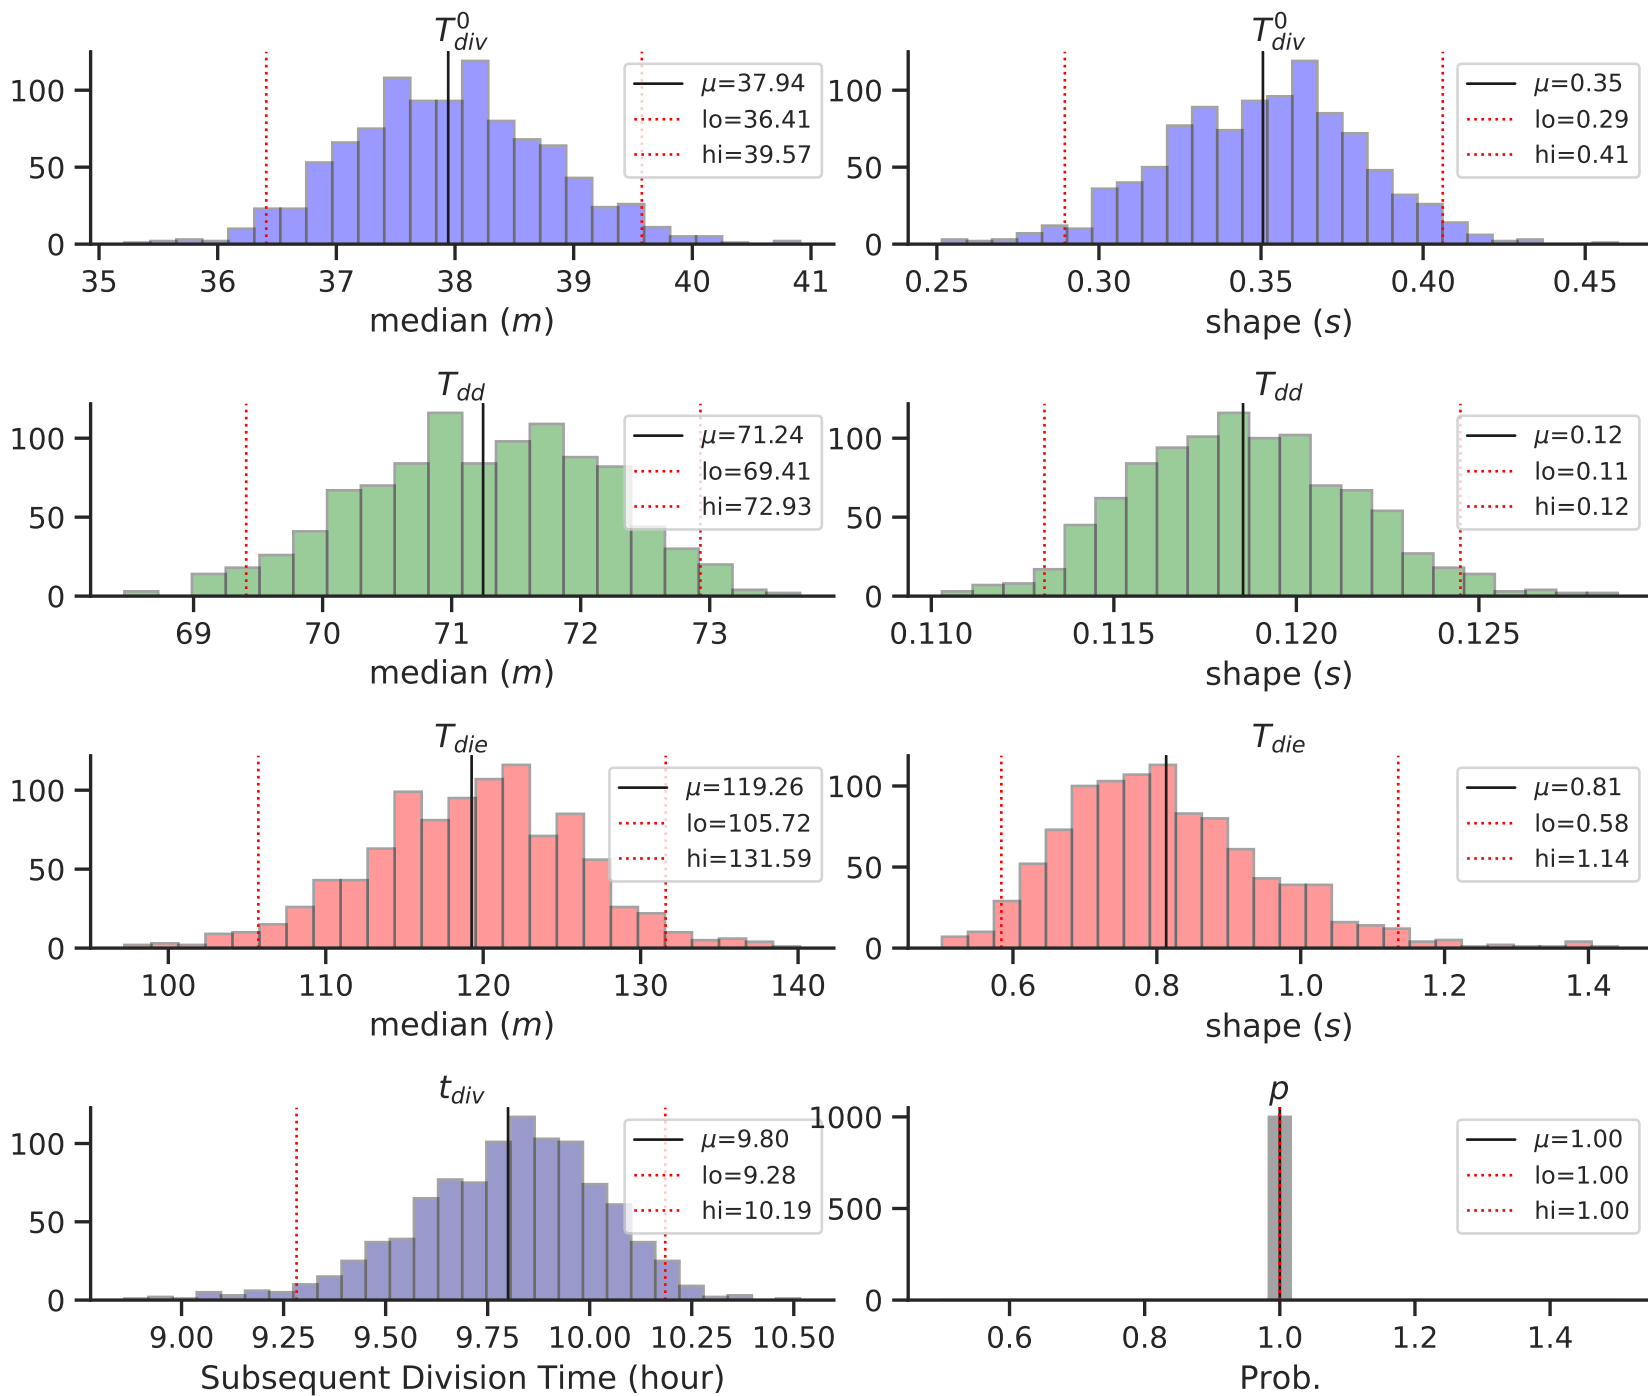 T⁰div
100
50
0
μ=37.94
lo=36.41
hi=39.57
35 36 37 38 39 40 41
median (m)
T⁰div
100
50
0
μ=0.35
lo=0.29
hi=0.41
0.25 0.30 0.35 0.40 0.45
shape (s)
Tdd
100
50
0
μ=71.24
lo=69.41
hi=72.93
69 70 71 72 73
median (m)
Tdd
100
50
0
μ=0.12
lo=0.11
hi=0.12
0.110 0.115 0.120 0.125
shape (s)
Tdie
100
50
0
μ=119.26
lo=105.72
hi=131.59
100 110 120 130 140
median (m)
Tdie
100
50
0
μ=0.81
lo=0.58
hi=1.14
0.6 0.8 1.0 1.2 1.4
shape (s)
tdiv
100
50
0
μ=9.80
lo=9.28
hi=10.19
9.00 9.25 9.50 9.75 10.00 10.25 10.50
Subsequent Division Time (hour)
p
1000
500
0
μ=1.00
lo=1.00
hi=1.00
0.6 0.8 1.0 1.2 1.4
Prob.